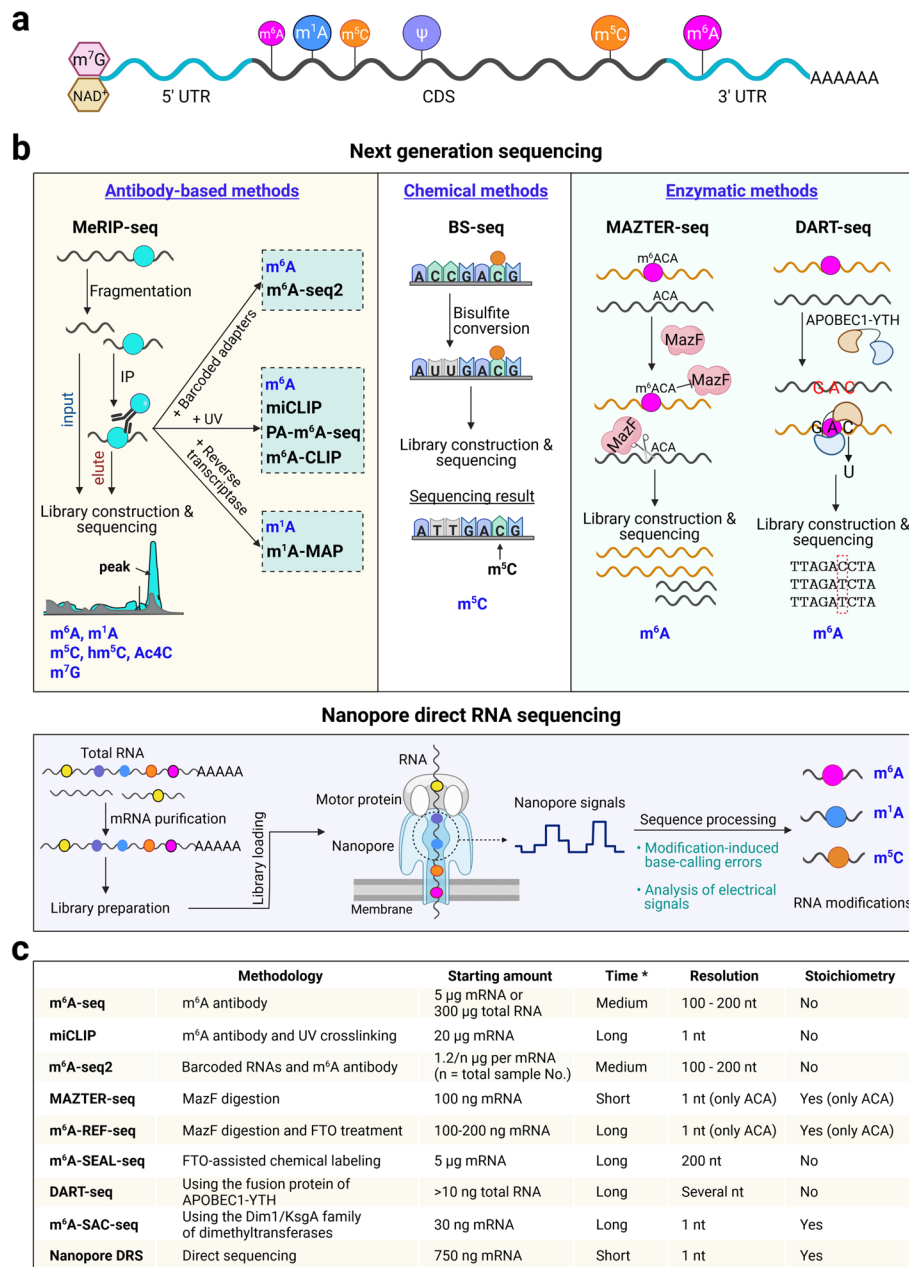 a
m⁶A
m¹A
m⁵C
Ψ
m⁵C
m⁶A
m⁷G
NAD⁺
AAAAAA
5' UTR
CDS
3' UTR
b
Next generation sequencing
Antibody-based methods
MeRIP-seq
Fragmentation
IP
input
elute
Library construction &
sequencing
peak
m⁶A, m¹A
m⁵C, hm⁵C, Ac4C
m⁷G
+ Barcoded adapters
+ UV
+ Reverse
transcriptase
m⁶A
m⁶A-seq2
m⁶A
miCLIP
PA-m⁶A-seq
m⁶A-CLIP
m¹A
m¹A-MAP
Chemical methods
BS-seq
ACCGACG
Bisulfite
conversion
AUUGACG
Library construction &
sequencing
Sequencing result
ATTGACG
m⁵C
m⁵C
Enzymatic methods
MAZTER-seq
m⁶ACA
ACA
MazF
m⁶ACA
MazF
MazF
ACA
Library construction &
sequencing
m⁶A
DART-seq
APOBEC1-YTH
GAC
GAC
U
Library construction &
sequencing
TTAGACCTA
TTAGATCTA
TTAGATCTA
m⁶A
Nanopore direct RNA sequencing
Total RNA
AAAAA
mRNA purification
AAAAA
Library preparation
Library loading
RNA
Motor protein
Nanopore
Membrane
Nanopore signals
Sequence processing
• Modification-induced
base-calling errors
• Analysis of electrical
signals
m⁶A
m¹A
m⁵C
RNA modifications
c
Methodology Starting amount Time * Resolution Stoichiometry
m⁶A-seq m⁶A antibody 5 µg mRNA or
300 µg total RNA Medium 100 - 200 nt No
miCLIP m⁶A antibody and UV crosslinking 20 µg mRNA Long 1 nt No
m⁶A-seq2 Barcoded RNAs and m⁶A antibody 1.2/n µg per mRNA
(n = total sample No.) Medium 100 - 200 nt No
MAZTER-seq MazF digestion 100 ng mRNA Short 1 nt (only ACA) Yes (only ACA)
m⁶A-REF-seq MazF digestion and FTO treatment 100-200 ng mRNA Long 1 nt (only ACA) Yes (only ACA)
m⁶A-SEAL-seq FTO-assisted chemical labeling 5 µg mRNA Long 200 nt No
DART-seq Using the fusion protein of
APOBEC1-YTH >10 ng total RNA Long Several nt No
m⁶A-SAC-seq Using the Dim1/KsgA family
of dimethyltransferases 30 ng mRNA Long 1 nt Yes
Nanopore DRS Direct sequencing 750 ng mRNA Short 1 nt Yes